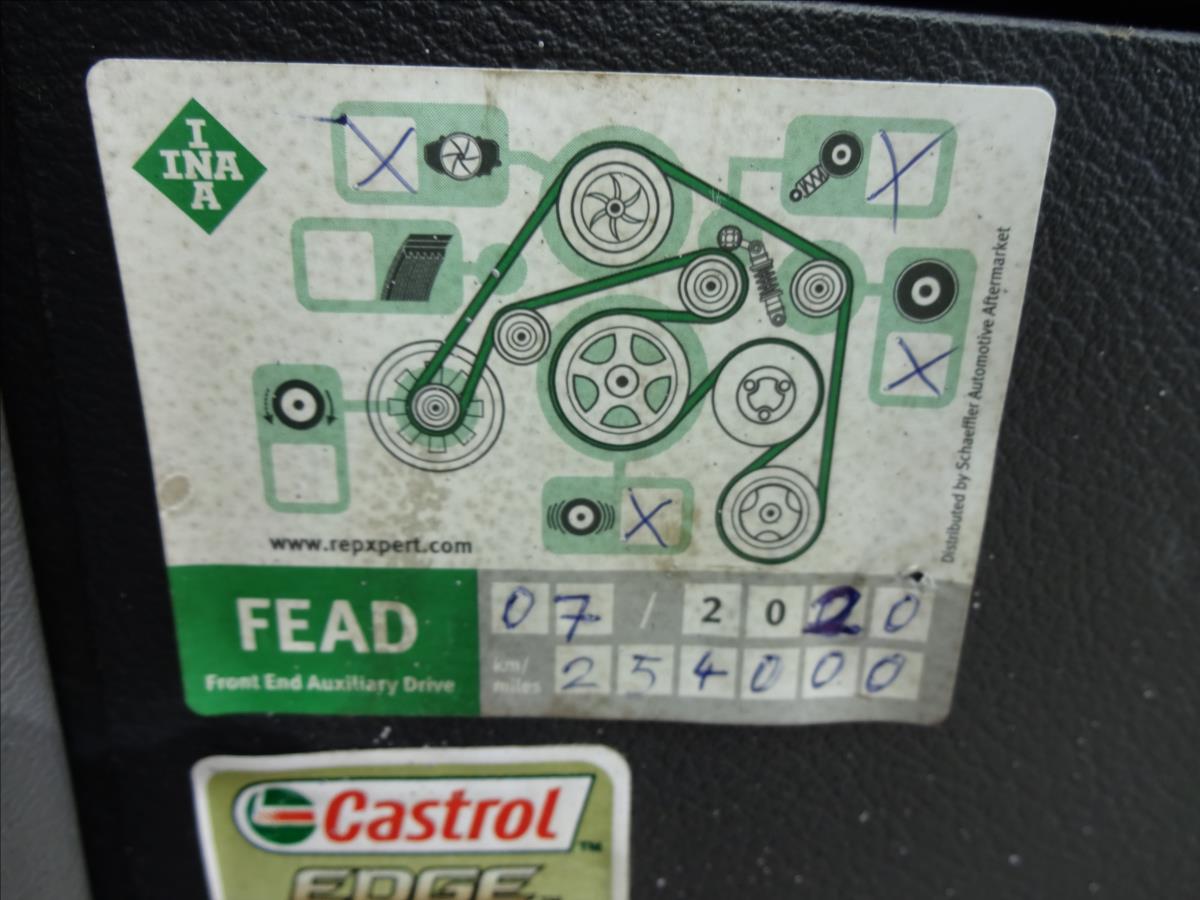 I
INA
A
Distributed by Schaeffler Automotive Aftermarket
www.repxpert.com
FEAD
Front End Auxiliary Drive
07 / 2020
km/
miles
254000
Castrol
EDGE